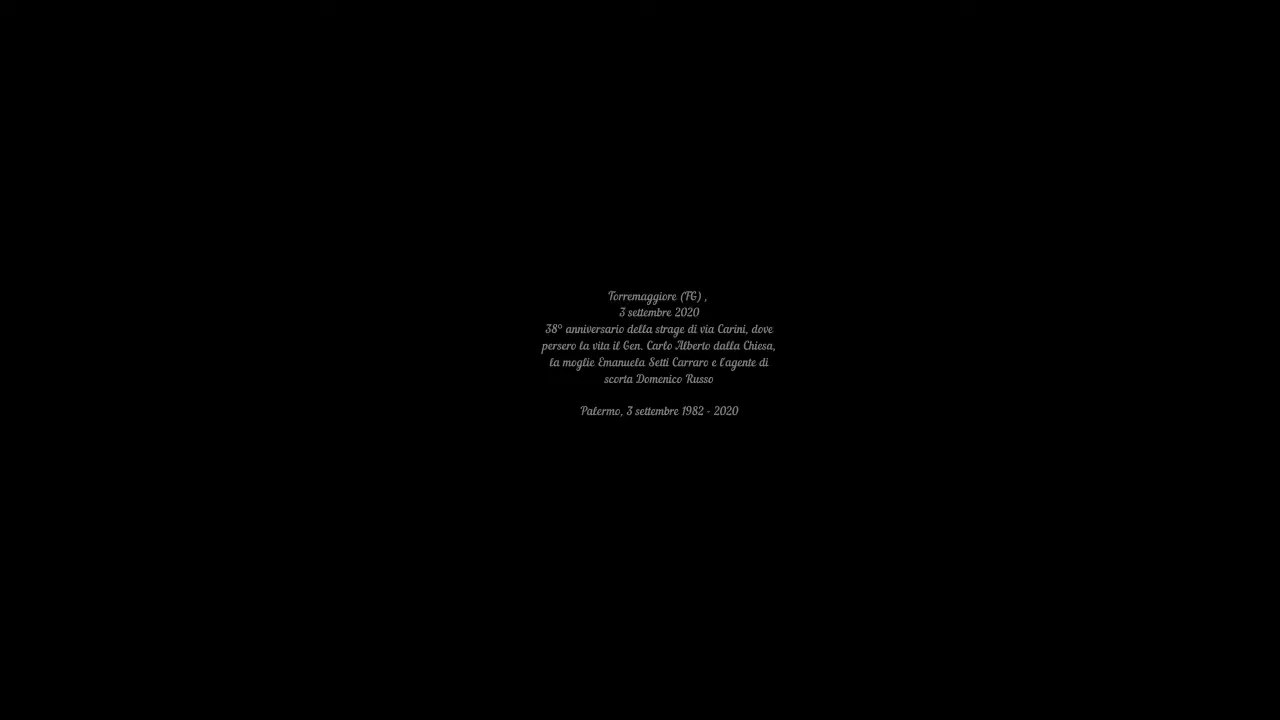 Torremaggiore (FG) ,
3 settembre 2020
38° anniversario della strage di via Carini, dove
persero la vita il Gen. Carlo Alberto dalla Chiesa,
la moglie Emanuela Setti Carraro e l'agente di
scorta Domenico Russo
Palermo, 3 settembre 1982 - 2020